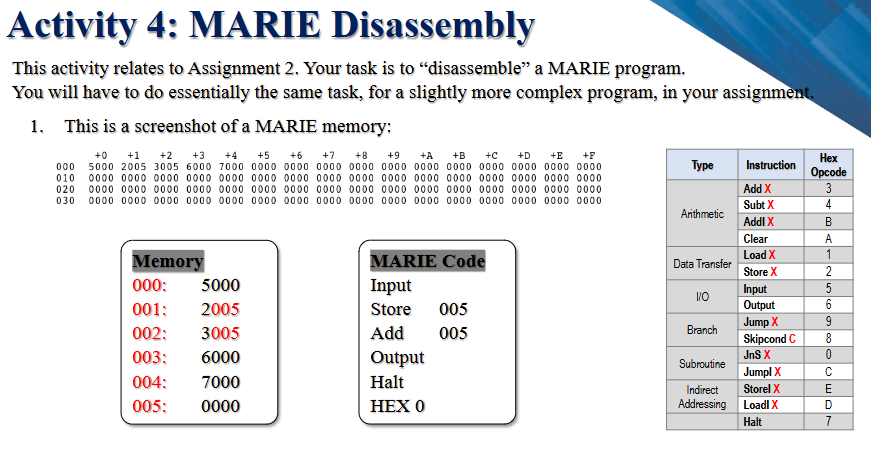 Activity 4: MARIE Disassembly
This activity relates to Assignment 2. Your task is to “disassemble” a MARIE program.
You will have to do essentially the same task, for a slightly more complex program, in your assignment.
1. This is a screenshot of a MARIE memory:
+0 +1 +2 +3 +4 +5 +6 +7 +8 +9 +A +B +C +D +E +F
000 5000 2005 3005 6000 7000 0000 0000 0000 0000 0000 0000 0000 0000 0000 0000 0000
010 0000 0000 0000 0000 0000 0000 0000 0000 0000 0000 0000 0000 0000 0000 0000 0000
020 0000 0000 0000 0000 0000 0000 0000 0000 0000 0000 0000 0000 0000 0000 0000 0000
030 0000 0000 0000 0000 0000 0000 0000 0000 0000 0000 0000 0000 0000 0000 0000 0000
Memory
000: 5000
001: 2005
002: 3005
003: 6000
004: 7000
005: 0000
MARIE Code
Input
Store 005
Add 005
Output
Halt
HEX 0
Type Instruction Hex Opcode
Arithmetic
Add X 3
Subt X 4
AddI X B
Clear A
Data Transfer
Load X 1
Store X 2
I/O
Input 5
Output 6
Branch
Jump X 9
Skipcond C 8
Subroutine
JnS X 0
JumpI X C
Indirect Addressing
StoreI X E
LoadI X D
Halt 7